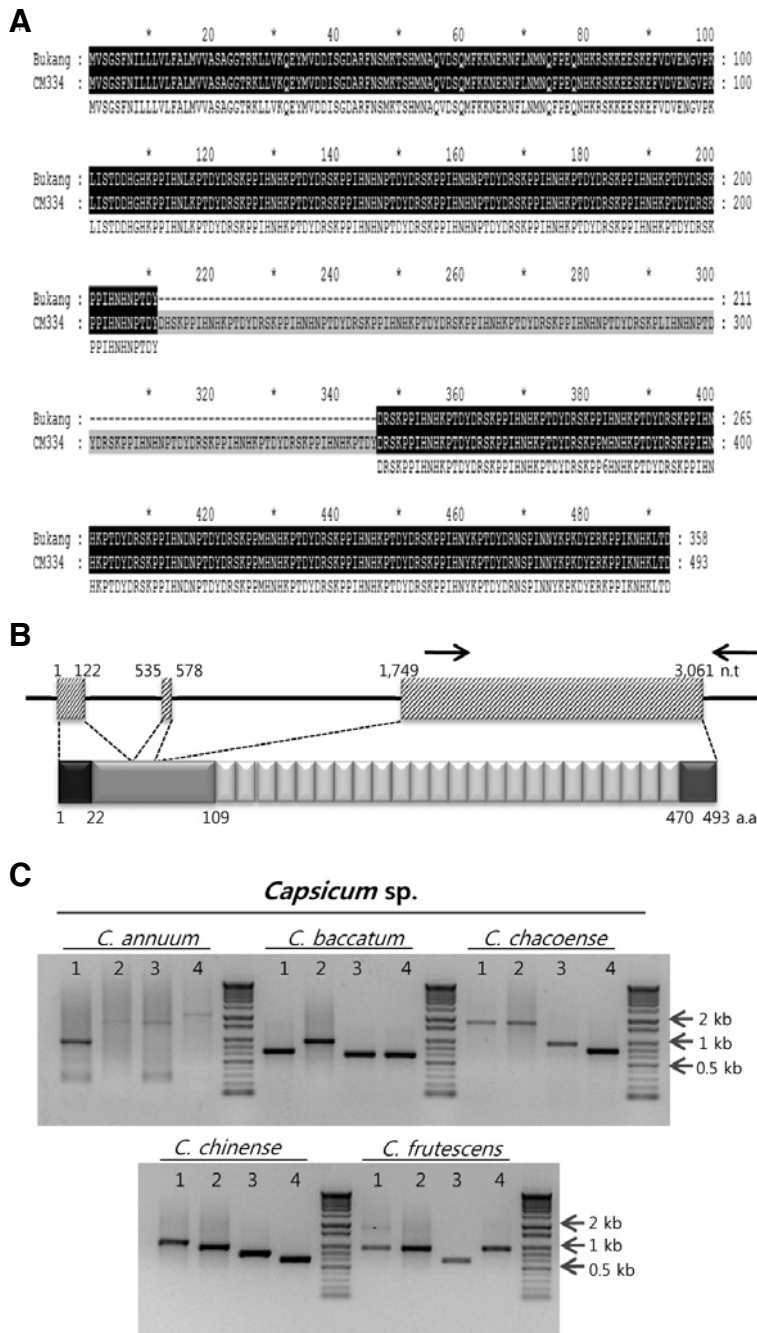 A
* 20 * 40 * 60 * 80 * 100
Bukang : MVSGSFNILLLVLFALMVVASAGGTRKLLVKQEYMVDDISGDARFNSMKTSHMNAQVDSQMFKKNERNFLNMNQFPEQNHKRSKKEESKEFVDVENGVPK : 100
CM334 : MVSGSFNILLLVLFALMVVASAGGTRKLLVKQEYMVDDISGDARFNSMKTSHMNAQVDSQMFKKNERNFLNMNQFPEQNHKRSKKEESKEFVDVENGVPK : 100
MVSGSFNILLLVLFALMVVASAGGTRKLLVKQEYMVDDISGDARFNSMKTSHMNAQVDSQMFKKNERNFLNMNQFPEQNHKRSKKEESKEFVDVENGVPK
* 120 * 140 * 160 * 180 * 200
Bukang : LISTDDHGHKPPIHNLKPTDYDRSKPPIHNHKPTDYDRSKPPIHNHNPTDYDRSKPPIHNHNPTDYDRSKPPIHNHKPTDYDRSKPPIHNHKPTDYDRSK : 200
CM334 : LISTDDHGHKPPIHNLKPTDYDRSKPPIHNHKPTDYDRSKPPIHNHNPTDYDRSKPPIHNHNPTDYDRSKPPIHNHKPTDYDRSKPPIHNHKPTDYDRSK : 200
LISTDDHGHKPPIHNLKPTDYDRSKPPIHNHKPTDYDRSKPPIHNHNPTDYDRSKPPIHNHNPTDYDRSKPPIHNHKPTDYDRSKPPIHNHKPTDYDRSK
* 220 * 240 * 260 * 280 * 300
Bukang : PPIHNHNPTDY----------------------------------------------------------------------------------------- : 211
CM334 : PPIHNHNPTDYDHSKPPIHNHKPTDYDRSKPPIHNHNPTDYDRSKPPIHNHKPTDYDRSKPPIHNHKPTDYDRSKPPIHNHNPTDYDRSKPLIHNHNPTD : 300
PPIHNHNPTDY
* 320 * 340 * 360 * 380 * 400
Bukang : ----------------------------------------------DRSKPPIHNHKPTDYDRSKPPIHNHKPTDYDRSKPPIHNHKPTDYDRSKPPIHN : 265
CM334 : YDRSKPPIHNHNPTDYDRSKPPIHNHKPTDYDRSKPPIHNHKPTDYDRSKPPIHNHKPTDYDRSKPPIHNHKPTDYDRSKPPMHNHKPTDYDRSKPPIHN : 400
DRSKPPIHNHKPTDYDRSKPPIHNHKPTDYDRSKPP6HNHKPTDYDRSKPPIHN
* 420 * 440 * 460 * 480 *
Bukang : HKPTDYDRSKPPIHNDNPTDYDRSKPPMHNHKPTDYDRSKPPIHNHKPTDYDRSKPPIHNYKPTDYDRNSPINNYKPKDYERKPPIKNHKLTD : 358
CM334 : HKPTDYDRSKPPIHNDNPTDYDRSKPPMHNHKPTDYDRSKPPIHNHKPTDYDRSKPPIHNYKPTDYDRNSPINNYKPKDYERKPPIKNHKLTD : 493
HKPTDYDRSKPPIHNDNPTDYDRSKPPMHNHKPTDYDRSKPPIHNHKPTDYDRSKPPIHNYKPTDYDRNSPINNYKPKDYERKPPIKNHKLTD
B
1 122 535 578 1,749 3,061 n.t
1 22 109 470 493 a.a
C
Capsicum sp.
C. annuum C. baccatum C. chacoense
1 2 3 4 1 2 3 4 1 2 3 4
2 kb
1 kb
0.5 kb
C. chinense C. frutescens
1 2 3 4 1 2 3 4
2 kb
1 kb
0.5 kb